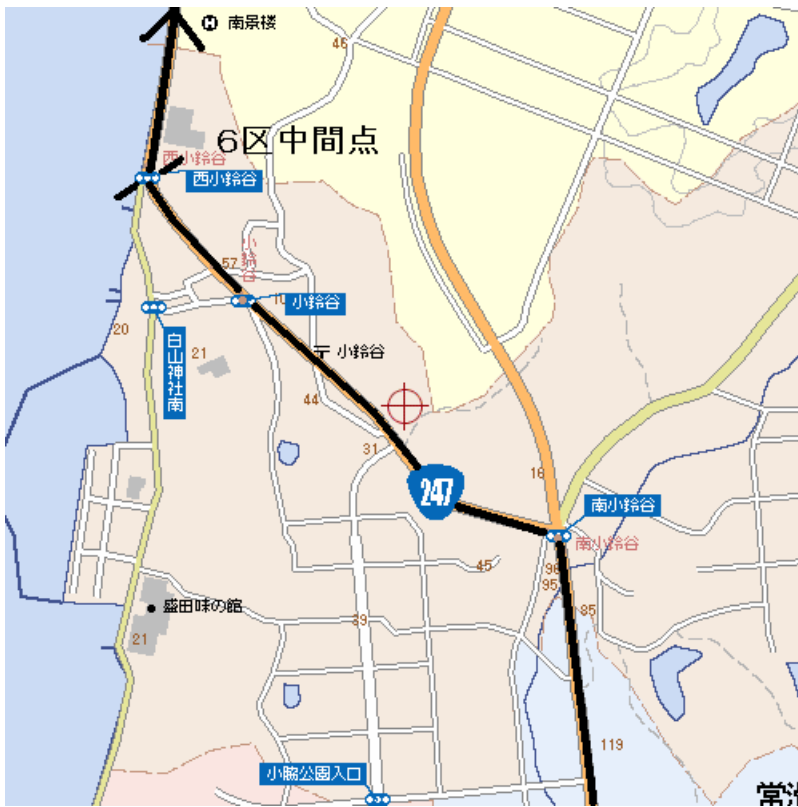 南景楼
46
6区中間点
西小鈴谷
西小鈴谷
小鈴谷
57
小鈴谷
20
白山神社南
21
小鈴谷
44
31
247
16
南小鈴谷
南小鈴谷
45
96
95
85
盛田味の館
39
21
119
小脇公園入口